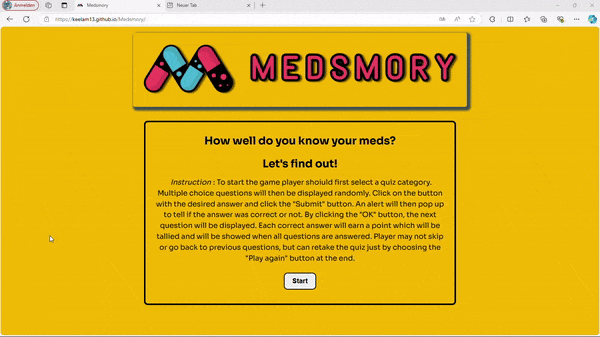 Anmelden
Medsmory
Neuer Tab
https://keeiam13.github.io/Medsmory/
MEDSMORY
How well do you know your meds?
Let's find out!
Instruction : To start the game player shoiuld first select a quiz category.
Multiple choice questions will then be displayed randomly. Click on the button
with the desired answer and click the "Submit" button. An alert will then pop up
to tell if the answer was correct or not. By clicking the "OK" button, the next
question will be displayed. Each correct answer will earn a point which will be
tallied and will be showed when all questions are answered. Player may not skip
or go back to previous questions, but can retake the quiz just by choosing the
"Play again" button at the end.
Start